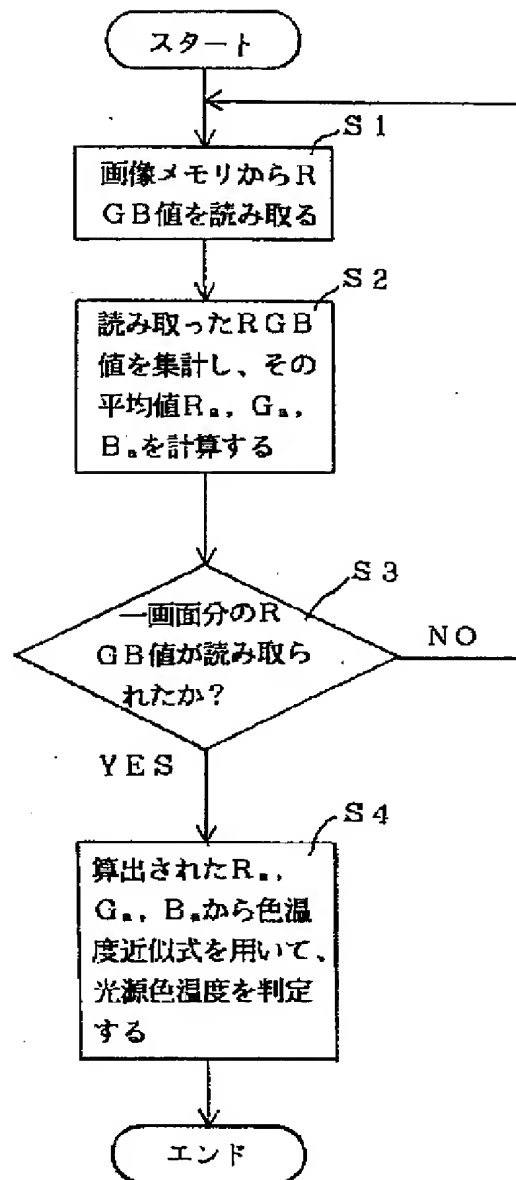 スタート
S1
画像メモリからR
GB値を読み取る
S2
読み取ったRGB
値を集計し、その
平均値Rₐ, Gₐ,
Bₐを計算する
S3
一画面分のR
GB値が読み取ら
れたか?
NO
YES
S4
算出されたRₐ,
Gₐ, Bₐから色温
度近似式を用いて、
光源色温度を判定
する
エンド